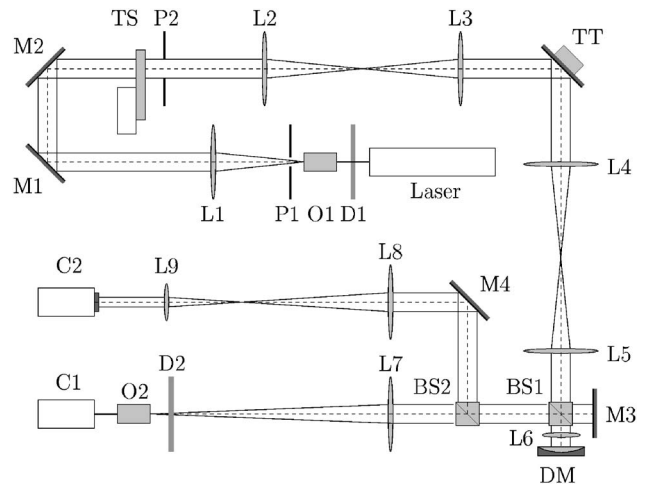 TS P2 L2 L3
M2 TT
M1 L1 P1 O1 D1 Laser L4
C2 L9 L8 M4
L5
C1 O2 D2 L7 BS2 BS1 M3
L6
DM